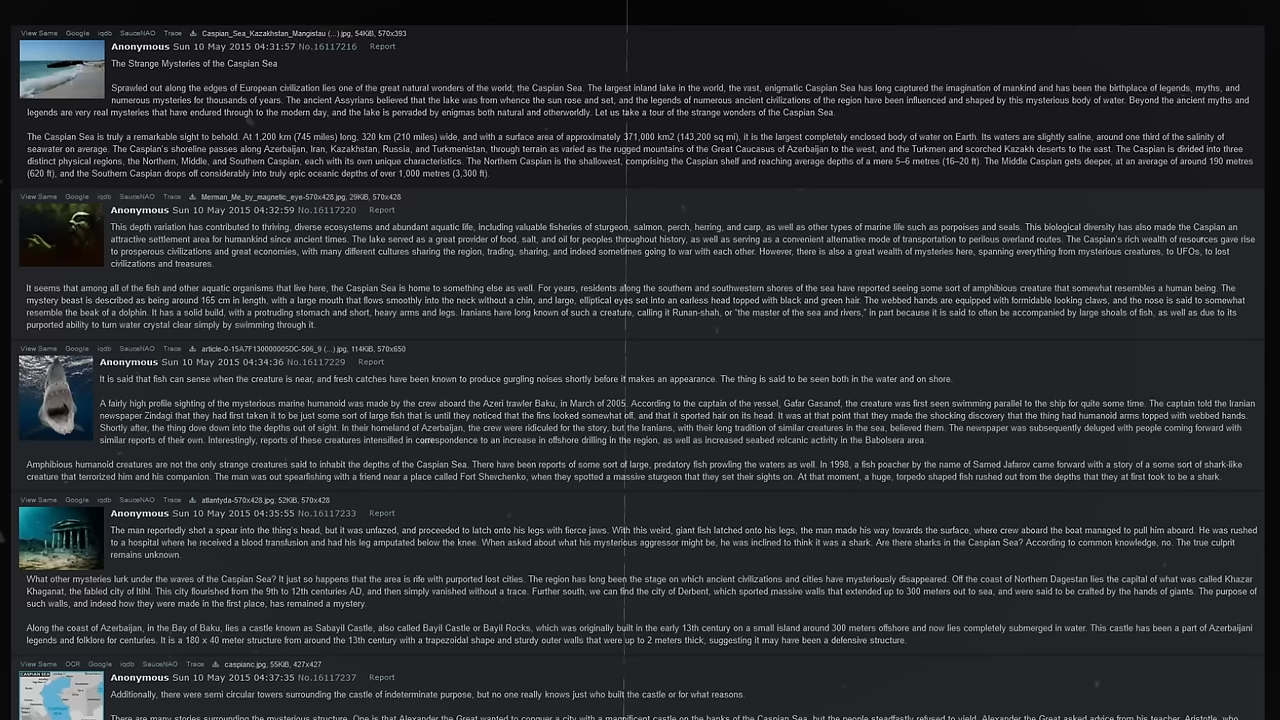 View Same Google iqdb SauceNAO Trace Caspian_Sea_Kazakhstan_Mangistau (...).jpg, 54KiB, 570x393
Anonymous Sun 10 May 2015 04:31:57 No.16117216 Report
The Strange Mysteries of the Caspian Sea
Sprawled out along the edges of European civilization lies one of the great natural wonders of the world; the Caspian Sea. The largest inland lake in the world, the vast, enigmatic Caspian Sea has long captured the imagination of mankind and has been the birthplace of legends, myths, and
numerous mysteries for thousands of years. The ancient Assyrians believed that the lake was from whence the sun rose and set, and the legends of numerous ancient civilizations of the region have been influenced and shaped by this mysterious body of water. Beyond the ancient myths and
legends are very real mysteries that have endured through to the modern day, and the lake is pervaded by enigmas both natural and otherworldly. Let us take a tour of the strange goings on of the Caspian Sea.
The Caspian Sea is truly a remarkable sight to behold. At 1,200 km (745 miles) long, 320 km (210 miles) wide, and with a surface area of approximately 371,000 km2 (143,200 sq mi), it is the largest completely enclosed body of water on Earth. Its waters are slightly saline, around one third of the salinity of
seawater on average. The Caspian's shoreline passes along Azerbaijan, Iran, Kazakhstan, Russia, and Turkmenistan, through terrain as varied as the rugged mountains of the Great Caucasus of Azerbaijan to the west, and the Turkmen and scorched Kazakh deserts to the east. The Caspian is divided into three
distinct physical regions, the Northern, Middle, and Southern Caspian, each with its own unique characteristics. The Northern Caspian is the shallowest, comprising the Caspian shelf and reaching average depths of a mere 5–6 metres (16–20 ft). The Middle Caspian gets deeper, at an average of around 190 metres
(620 ft), and the Southern Caspian drops off considerably into truly epic oceanic depths of over 1,000 metres (3,300 ft).
View Same Google iqdb SauceNAO Trace Merman_Me_by_magnetic_eye-570x428.jpg, 29KiB, 570x428
Anonymous Sun 10 May 2015 04:32:59 No.16117220 Report
This depth variation has contributed to thriving, diverse ecosystems and abundant aquatic life, including valuable fisheries of sturgeon, salmon, perch, herring, and carp, as well as other types of marine life such as porpoises and seals. This biological diversity has also made the Caspian an
attractive settlement area for humankind since ancient times. The lake served as a great provider of food, salt, and oil for peoples throughout history, as well as serving as a convenient alternative mode of transportation to perilous overland routes. The Caspian's rich wealth of resources gave rise
to prosperous civilizations and great economies, with many different cultures sharing the region, trading, sharing, and indeed sometimes going to war with each other. However, there is also a great wealth of mysteries here, spanning everything from mysterious creatures, to UFOs, to lost
civilizations and treasures.
It seems that among all of the fish and other aquatic organisms that live here, the Caspian Sea is home to something else as well. For years, residents along the southern and southwestern shores of the sea have reported seeing some sort of amphibious creature that somewhat resembles a human being. The
mystery beast is described as being around 165 cm in length, with a large mouth that flows smoothly into the neck without a chin, and large, elliptical eyes set into an earless head topped with black and green hair. The webbed hands are equipped with formidable looking claws, and the nose is said to somewhat
resemble the beak of a dolphin. It has a solid build, with a protruding stomach and short, heavy arms and legs. Iranians have long known of such a creature, calling it Runan-shah, or "the master of the sea and rivers," in part because it is said to often be accompanied by large shoals of fish, as well as due to its
purported ability to turn water crystal clear simply by swimming through it.
View Same Google iqdb SauceNAO Trace article-0-15A7F130000005DC-506_9 (...).jpg, 114KiB, 570x650
Anonymous Sun 10 May 2015 04:34:36 No.16117229 Report
It is said that fish can sense when the creature is near, and fresh catches have been known to produce gurgling noises shortly before it makes an appearance. The thing is said to be seen both in the water and on shore.
A fairly high profile sighting of the mysterious marine humanoid was made by the crew aboard the Azeri trawler Baku, in March of 2005. According to the captain of the vessel, Gafar Gasanof, the creature was first seen swimming parallel to the ship for quite some time. The captain told the Iranian
newspaper Zindagi that they had first taken it to be just some sort of large fish that is until they noticed that the fins looked somewhat off, and that it sported hair on its head. It was at that point that they made the shocking discovery that the thing had humanoid arms topped with webbed hands.
Shortly after, the thing dove down into the depths out of sight. In their homeland of Azerbaijan, the crew were ridiculed for the story, but the Iranians, with their long tradition of similar creatures in the sea, believed them. The newspaper was subsequently deluged with people coming forward with
similar reports of their own. Interestingly, reports of these creatures intensified in correspondence to an increase in offshore drilling in the region, as well as increased seabed volcanic activity in the Babolsera area.
Amphibious humanoid creatures are not the only strange creatures said to inhabit the depths of the Caspian Sea. There have been reports of some sort of large, predatory fish prowling the waters as well. In 1998, a fish poacher by the name of Samed Jafarov came forward with a story of a some sort of shark-like
creature that terrorized him and his companion. The man was out spearfishing with a friend near a place called Fort Shevchenko, when they spotted a massive sturgeon that they set their sights on. At that moment, a huge, torpedo shaped fish rushed out from the depths that they at first took to be a shark.
View Same Google iqdb SauceNAO Trace atlantyda-570x428.jpg, 52KiB, 570x428
Anonymous Sun 10 May 2015 04:35:55 No.16117233 Report
The man reportedly shot a spear into the thing's head, but it was unfazed, and proceeded to latch onto his legs with fierce jaws. With this weird, giant fish latched onto his legs, the man made his way towards the surface, where crew aboard the boat managed to pull him aboard. He was rushed
to a hospital where he received a blood transfustion and had his leg amputated below the knee. When asked about what his mysterious aggressor might be, he was inclined to think it was a shark. Are there sharks in the Caspian Sea? According to common knowledge, no. The true culprit
remains unknown.
What other mysteries lurk under the waves of the Caspian Sea? It just so happens that the area is rife with purported lost cities. The region has long been the stage on which ancient civilizations and cities have mysteriously disappeared. Off the coast of Northern Dagestan lies the capital of what was called Khazar
Khaganat, the fabled city of Itihl. This city flourished from the 9th to 12th centuries AD, and then simply vanished without a trace. Further south, we can find the city of Derbent, which sported massive walls that extended up to 300 meters out to sea, and were said to be crafted by the hands of giants. The purpose of
such walls, and indeed how they were made in the first place, has remained a mystery.
Along the coast of Azerbaijan, in the Bay of Baku, lies a castle known as Sabayil Castle, also called Bayil Castle or Bayil Rocks, which was originally built in the early 13th century on a small island around 300 meters offshore and now lies completely submerged in water. This castle has been a part of Azerbaijani
legends and folklore for centuries. It is a 180 x 40 meter structure from around the 13th century with a trapezoidal shape and sturdy outer walls that were up to 2 meters thick, suggesting it may have been a defensive structure.
View Same OCR Google iqdb SauceNAO Trace caspianc.jpg, 55KiB, 427x427
CASPIAN SEA
Anonymous Sun 10 May 2015 04:37:35 No.16117237 Report
Additionally, there were semi circular towers surrounding the castle of indeterminate purpose, but no one really knows just who built the castle or for what reasons.
There are many stories surrounding the mysterious structure. One is that Alexander the Great wanted to conquer a city with a magnificent castle on the banks of the Caspian Sea, but the people steadfastly refused to yield. Alexander the Great asked advice from his teacher, Aristotle, who